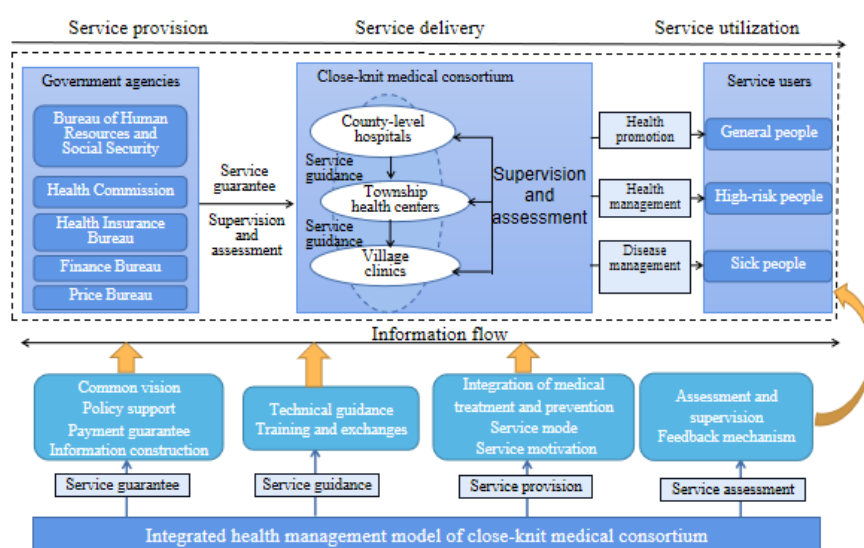 Service provision
Service delivery
Service utilization
Government agencies
Bureau of Human
Resources and
Social Security
Health Commission
Health Insurance
Bureau
Finance Bureau
Price Bureau
Service
guarantee
Supervision
and
assessment
Close-knit medical consortium
County-level
hospitals
Service
guidance
Township
health centers
Service
guidance
Village
clinics
Supervision
and
assessment
Health
promotion
Health
management
Disease
management
Service users
General people
High-risk people
Sick people
Information flow
Common vision
Policy support
Payment guarantee
Information construction
Technical guidance
Training and exchanges
Integration of medical
treatment and prevention
Service mode
Service motivation
Assessment and
supervision
Feedback mechanism
Service guarantee
Service guidance
Service provision
Service assessment
Integrated health management model of close-knit medical consortium